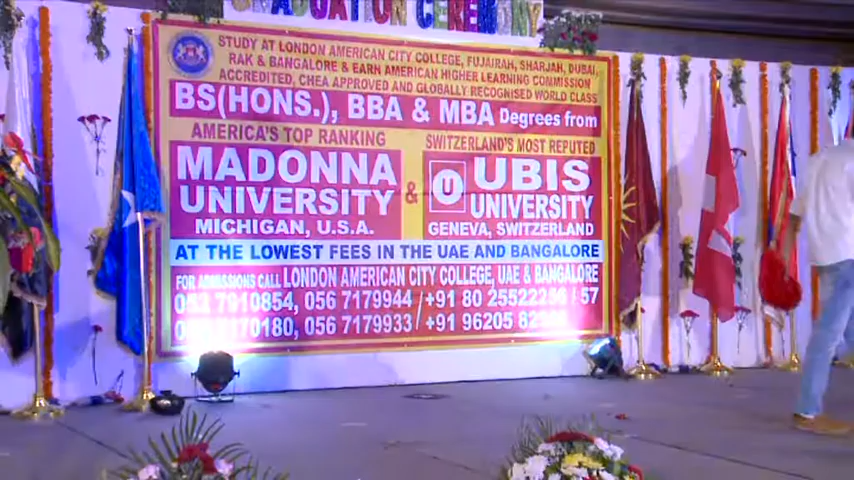 GRADUATION CEREMONY
STUDY AT LONDON AMERICAN CITY COLLEGE, FUJAIRAH, SHARJAH, DUBAI,
RAK & BANGALORE & EARN AMERICAN HIGHER LEARNING COMMISSION
ACCREDITED, CHEA APPROVED AND GLOBALLY RECOGNISED WORLD CLASS
BS(HONS.), BBA & MBA Degrees from
AMERICA'S TOP RANKING
MADONNA
UNIVERSITY
MICHIGAN, U.S.A.
&
SWITZERLAND'S MOST REPUTED
U
UBIS
UNIVERSITY
GENEVA, SWITZERLAND
AT THE LOWEST FEES IN THE UAE AND BANGALORE
FOR ADMISSIONS CALL LONDON AMERICAN CITY COLLEGE, UAE & BANGALORE
052 7910854, 056 7179944 / +91 80 25522256
056 7179933 / +91 96205